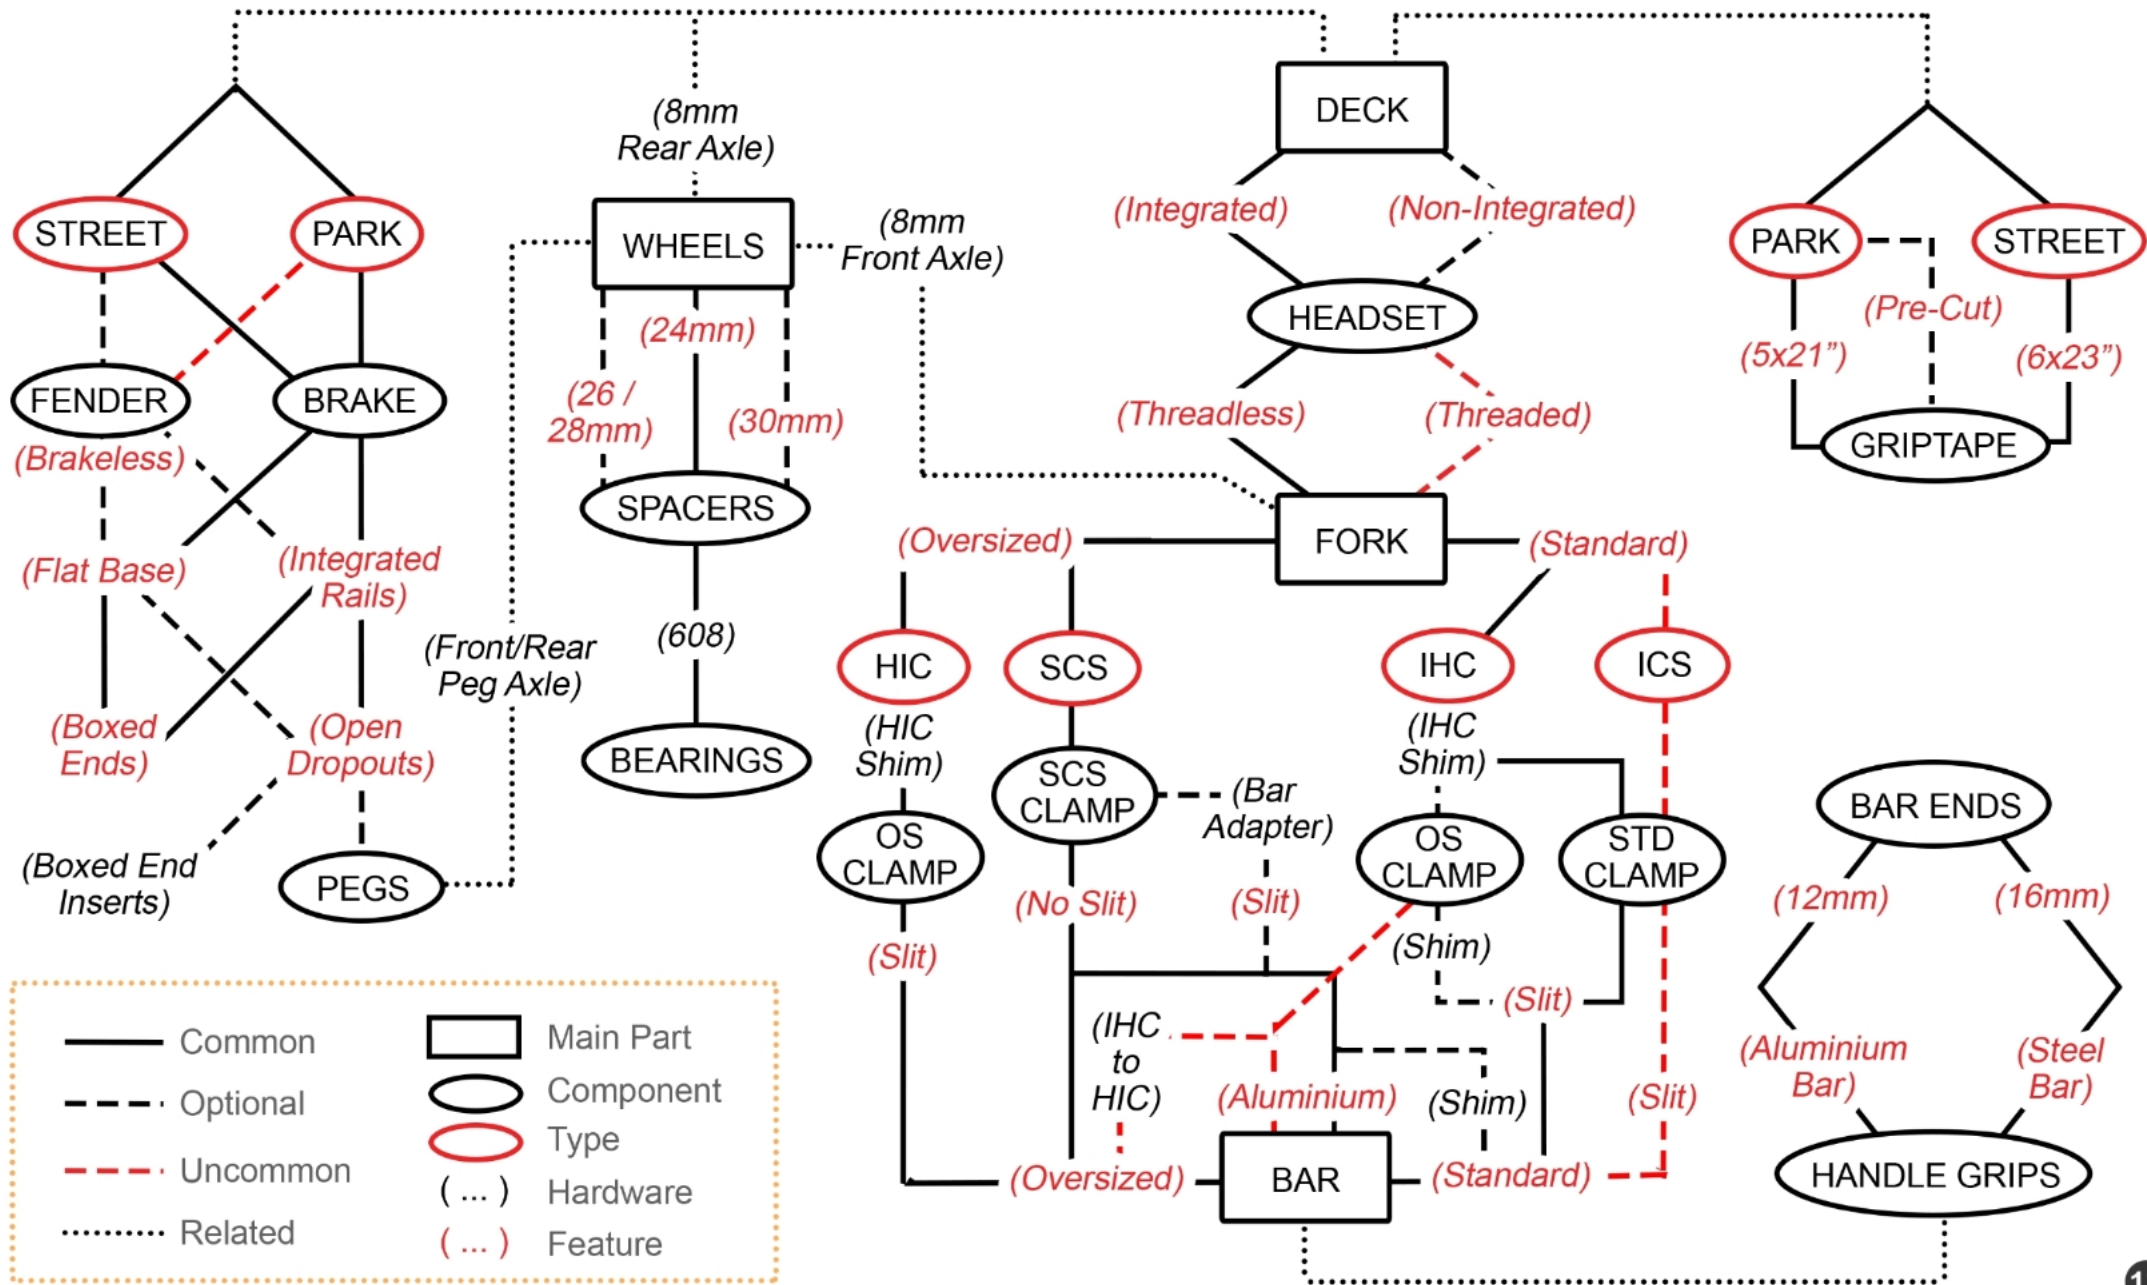 DECK
(8mm
Rear Axle)
STREET
PARK
WHEELS
(8mm
Front Axle)
(Integrated)
(Non-Integrated)
PARK
STREET
(24mm)
HEADSET
(Pre-Cut)
(5x21”)
(6x23”)
FENDER
BRAKE
(26 /
28mm)
(30mm)
(Threadless)
(Threaded)
GRIPTAPE
(Brakeless)
SPACERS
(Oversized)
FORK
(Standard)
(Flat Base)
(Integrated
Rails)
(Front/Rear
Peg Axle)
(608)
HIC
SCS
IHC
ICS
(Boxed
Ends)
(Open
Dropouts)
BEARINGS
(HIC
Shim)
SCS
CLAMP
(Bar
Adapter)
(IHC
Shim)
BAR ENDS
OS
CLAMP
OS
CLAMP
STD
CLAMP
(Boxed End
Inserts)
PEGS
(No Slit)
(Slit)
(12mm)
(16mm)
(Slit)
(Shim)
(Slit)
(IHC
to
HIC)
(Aluminium)
(Shim)
(Slit)
(Aluminium
Bar)
(Steel
Bar)
(Oversized)
BAR
(Standard)
HANDLE GRIPS
Common
Main Part
Optional
Component
Uncommon
Type
Related
( ... )
Hardware
( ... )
Feature